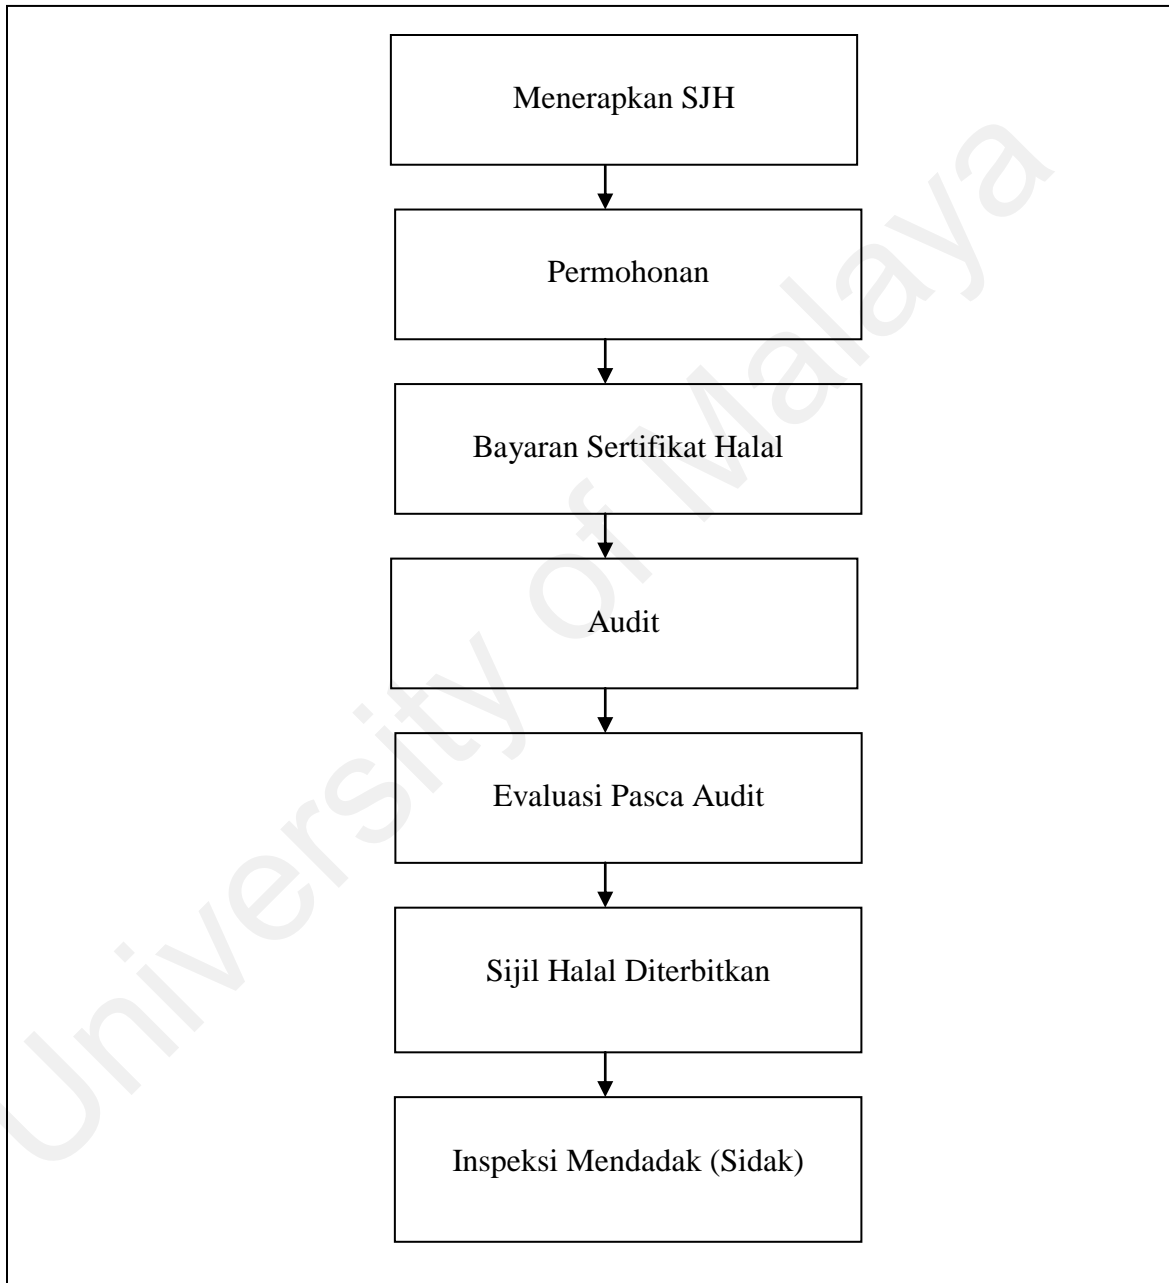 Menerapkan SJH
Permohonan
Bayaran Sertifikat Halal
Audit
Evaluasi Pasca Audit
Sijil Halal Diterbitkan
Inspeksi Mendadak (Sidak)
University of Malaya